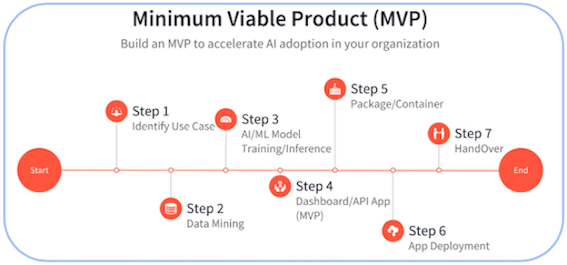 Minimum Viable Product (MVP)
Build an MVP to accelerate AI adoption in your organization
Start
Step 1
Identify Use Case
Step 2
Data Mining
Step 3
AI/ML Model
Training/Inference
Step 4
Dashboard/API App
(MVP)
Step 5
Package/Container
Step 6
App Deployment
Step 7
HandOver
End